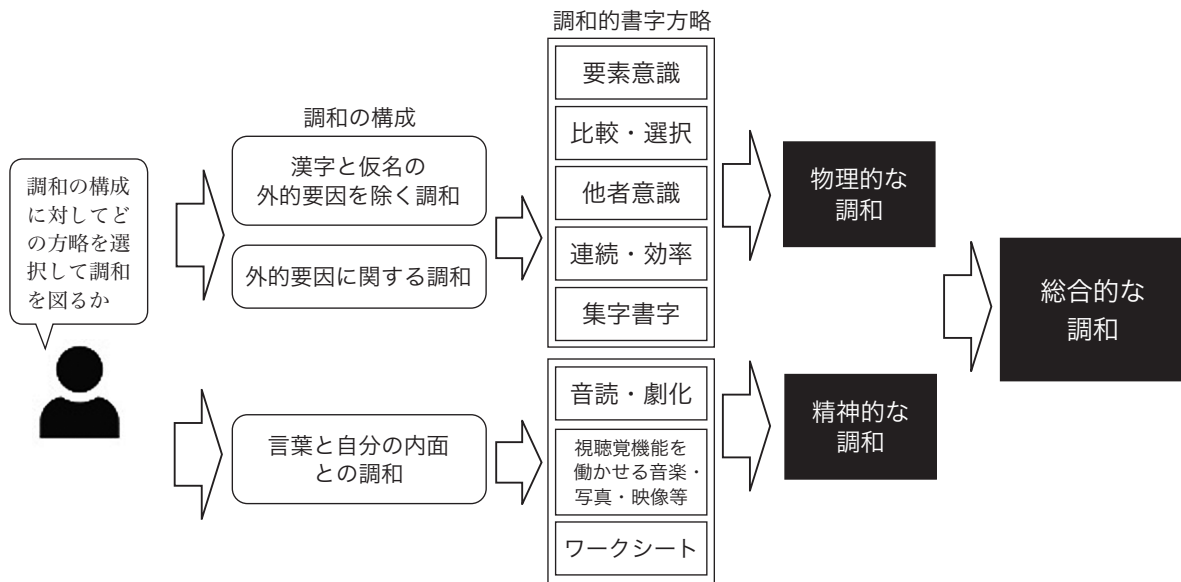 調和の構成
に対してど
の方略を選
択して調和
を図るか
調和の構成
漢字と仮名の
外的要因を除く調和
外的要因に関する調和
言葉と自分の内面
との調和
調和的書字方略
要素意識
比較・選択
他者意識
連続・効率
集字書字
音読・劇化
視聴覚機能を
働かせる音楽・
写真・映像等
ワークシート
物理的な
調和
精神的な
調和
総合的な
調和